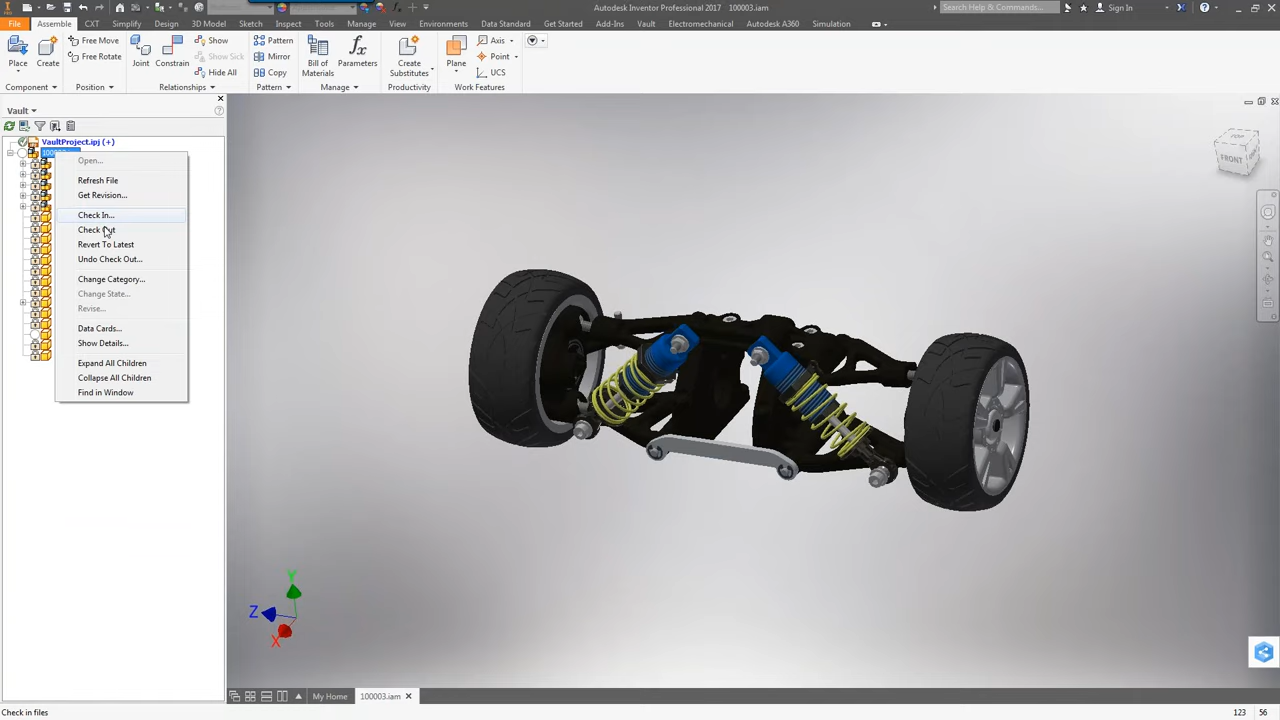 Autodesk Inventor Professional 2017 100003.iam
Search Help & Commands...
Sign In
File Assemble CXT Simplify Design 3D Model Sketch Inspect Tools Manage View Environments Data Standard Get Started Add-Ins Vault Electromechanical Autodesk A360 Simulation
Place
Create
Free Move
Free Rotate
Joint
Constrain
Show
Show Sick
Hide All
Pattern
Mirror
Copy
Bill of
Materials
Parameters
Create
Substitutes
Plane
Axis
Point
UCS
Component Position Relationships Pattern Manage Productivity Work Features
Vault
VaultProject.ipj (+)
Open...
Refresh File
Get Revision...
Check In...
Check Out
Revert To Latest
Undo Check Out...
Change Category...
Change State...
Revise...
Data Cards...
Show Details...
Expand All Children
Collapse All Children
Find in Window
TOP
FRONT
Y
Z
X
My Home
100003.iam
Check in files
123 56